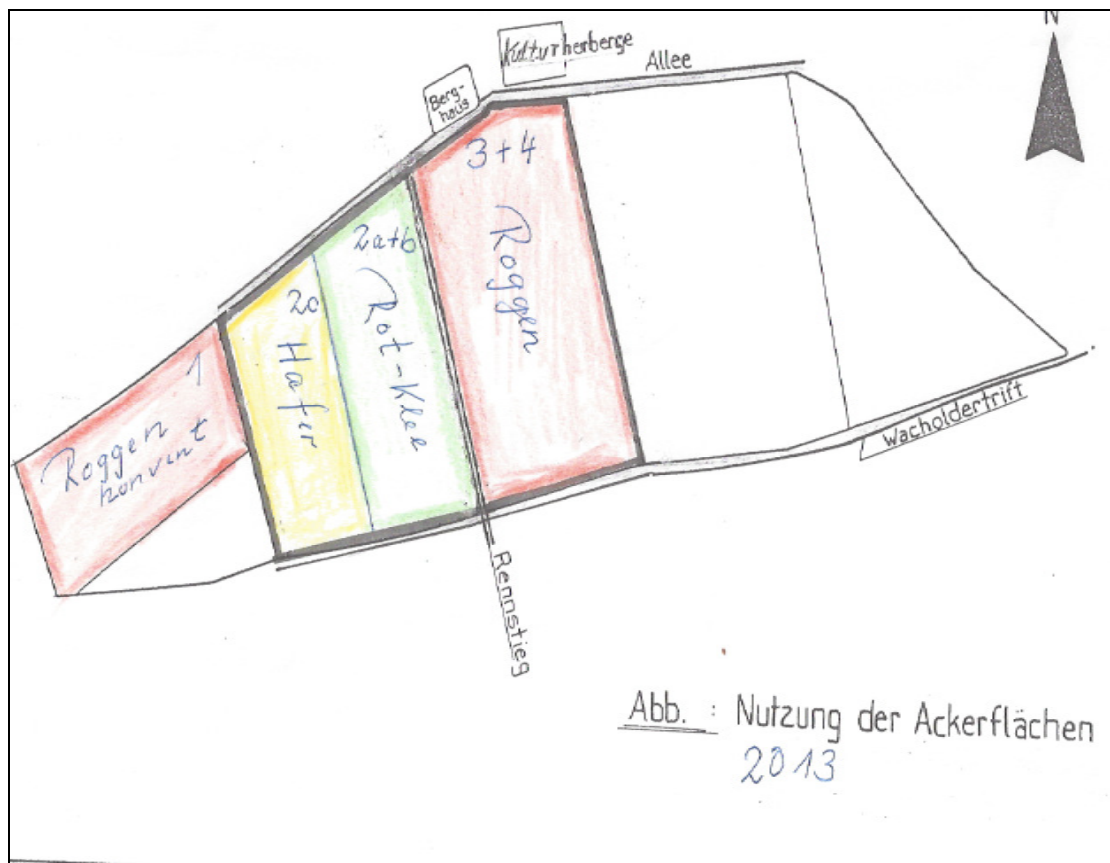 N
Kulturherberge
Allee
Berg-
haus
3+4
Roggen
2a+b
Rot-Klee
2c
Hafer
1
Roggen
konvent
Wacholdertrift
Rennstieg
Abb. : Nutzung der Ackerflächen
2013